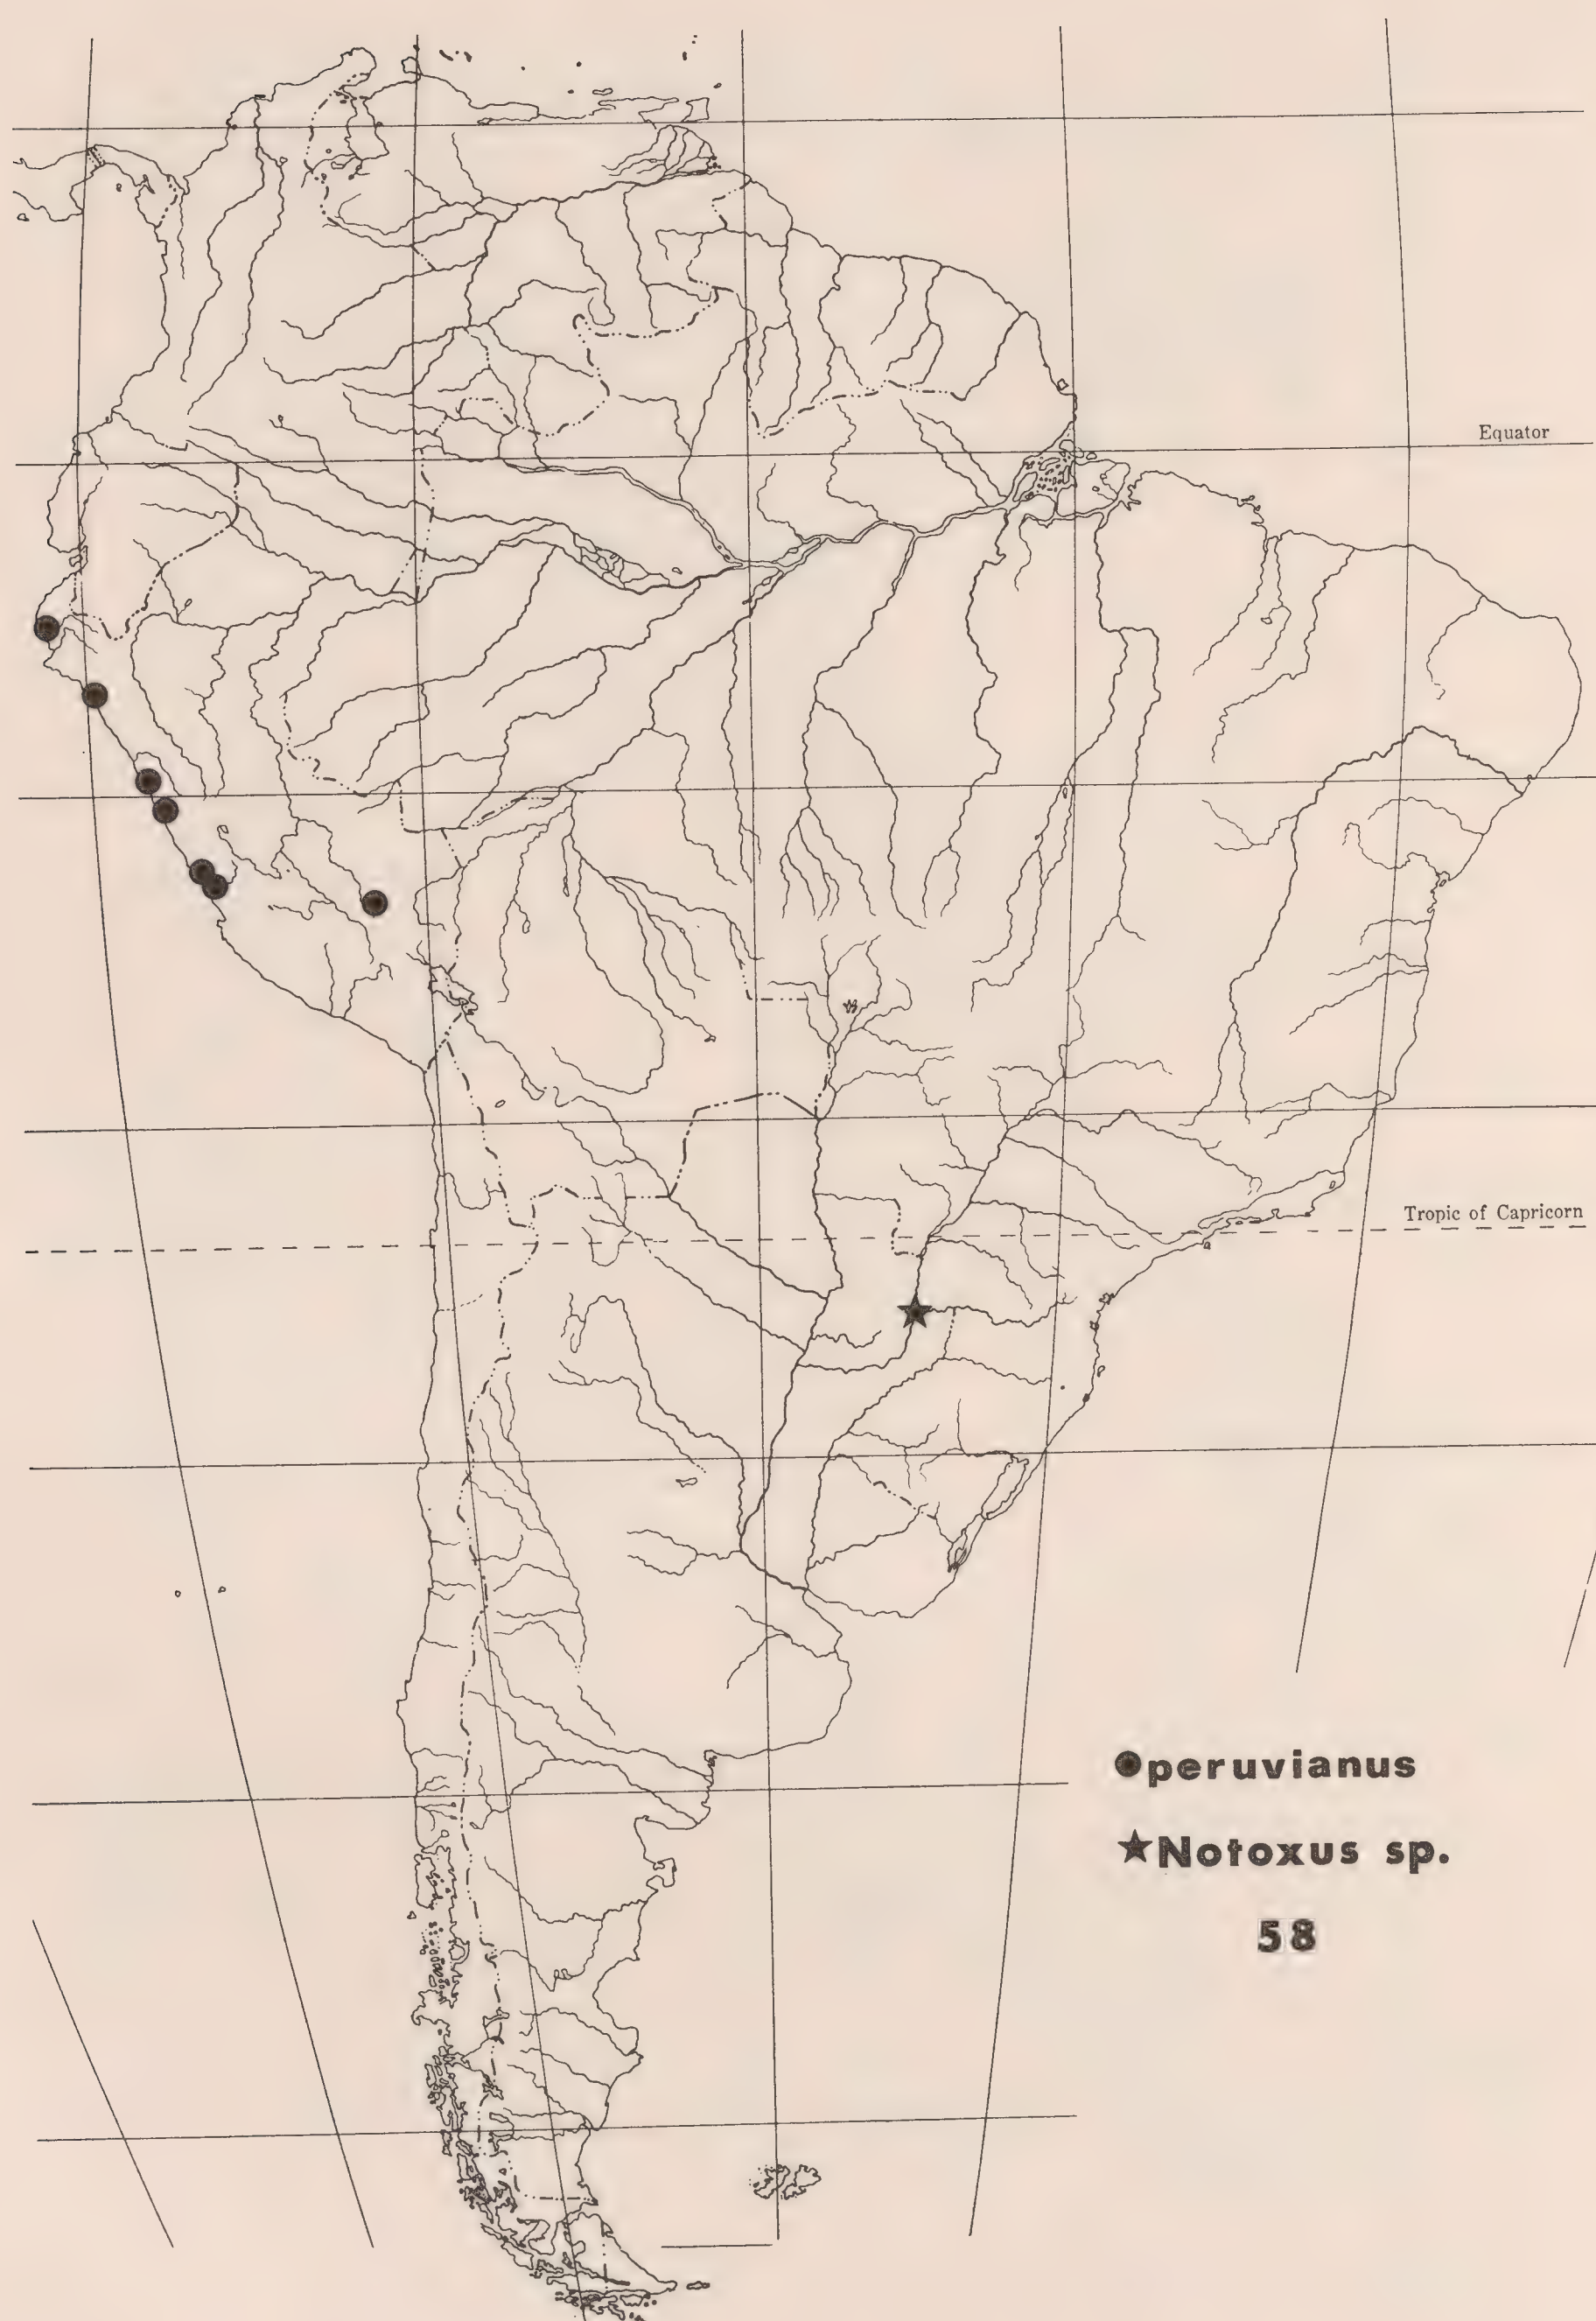 Equator
Tropic of Capricorn
peruvianus
Notoxus sp.
58